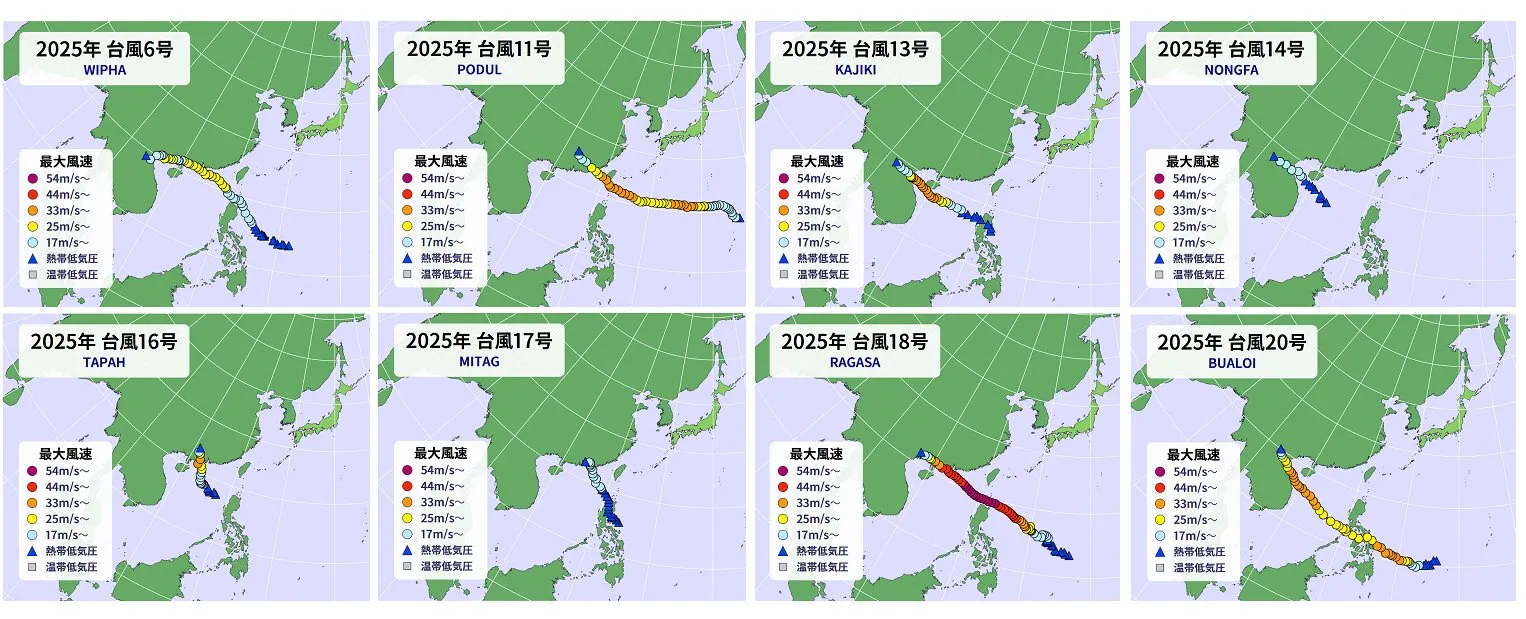 2025年 台風6号
WIPHA
最大風速
54m/s～
44m/s～
33m/s～
25m/s～
17m/s～
熱帯低気圧
温帯低気圧
2025年 台風11号
PODUL
最大風速
54m/s～
44m/s～
33m/s～
25m/s～
17m/s～
熱帯低気圧
温帯低気圧
2025年 台風13号
KAJIKI
最大風速
54m/s～
44m/s～
33m/s～
25m/s～
17m/s～
熱帯低気圧
温帯低気圧
2025年 台風14号
NONGFA
最大風速
54m/s～
44m/s～
33m/s～
25m/s～
17m/s～
熱帯低気圧
温帯低気圧
2025年 台風16号
TAPAH
最大風速
54m/s～
44m/s～
33m/s～
25m/s～
17m/s～
熱帯低気圧
温帯低気圧
2025年 台風17号
MITAG
最大風速
54m/s～
44m/s～
33m/s～
25m/s～
17m/s～
熱帯低気圧
温帯低気圧
2025年 台風18号
RAGASA
最大風速
54m/s～
44m/s～
33m/s～
25m/s～
17m/s～
熱帯低気圧
温帯低気圧
2025年 台風20号
BUALOI
最大風速
54m/s～
44m/s～
33m/s～
25m/s～
17m/s～
熱帯低気圧
温帯低気圧